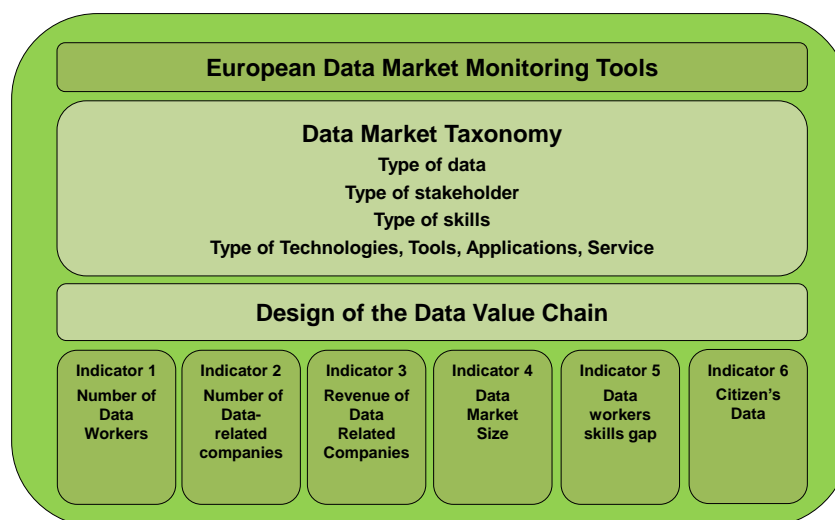 European Data Market Monitoring Tools
Data Market Taxonomy
Type of data
Type of stakeholder
Type of skills
Type of Technologies, Tools, Applications, Service
Design of the Data Value Chain
Indicator 1
Number of
Data
Workers
Indicator 2
Number of
Data-
related
companies
Indicator 3
Revenue of
Data
Related
Companies
Indicator 4
Data
Market
Size
Indicator 5
Data
workers
skills gap
Indicator 6
Citizen’s
Data